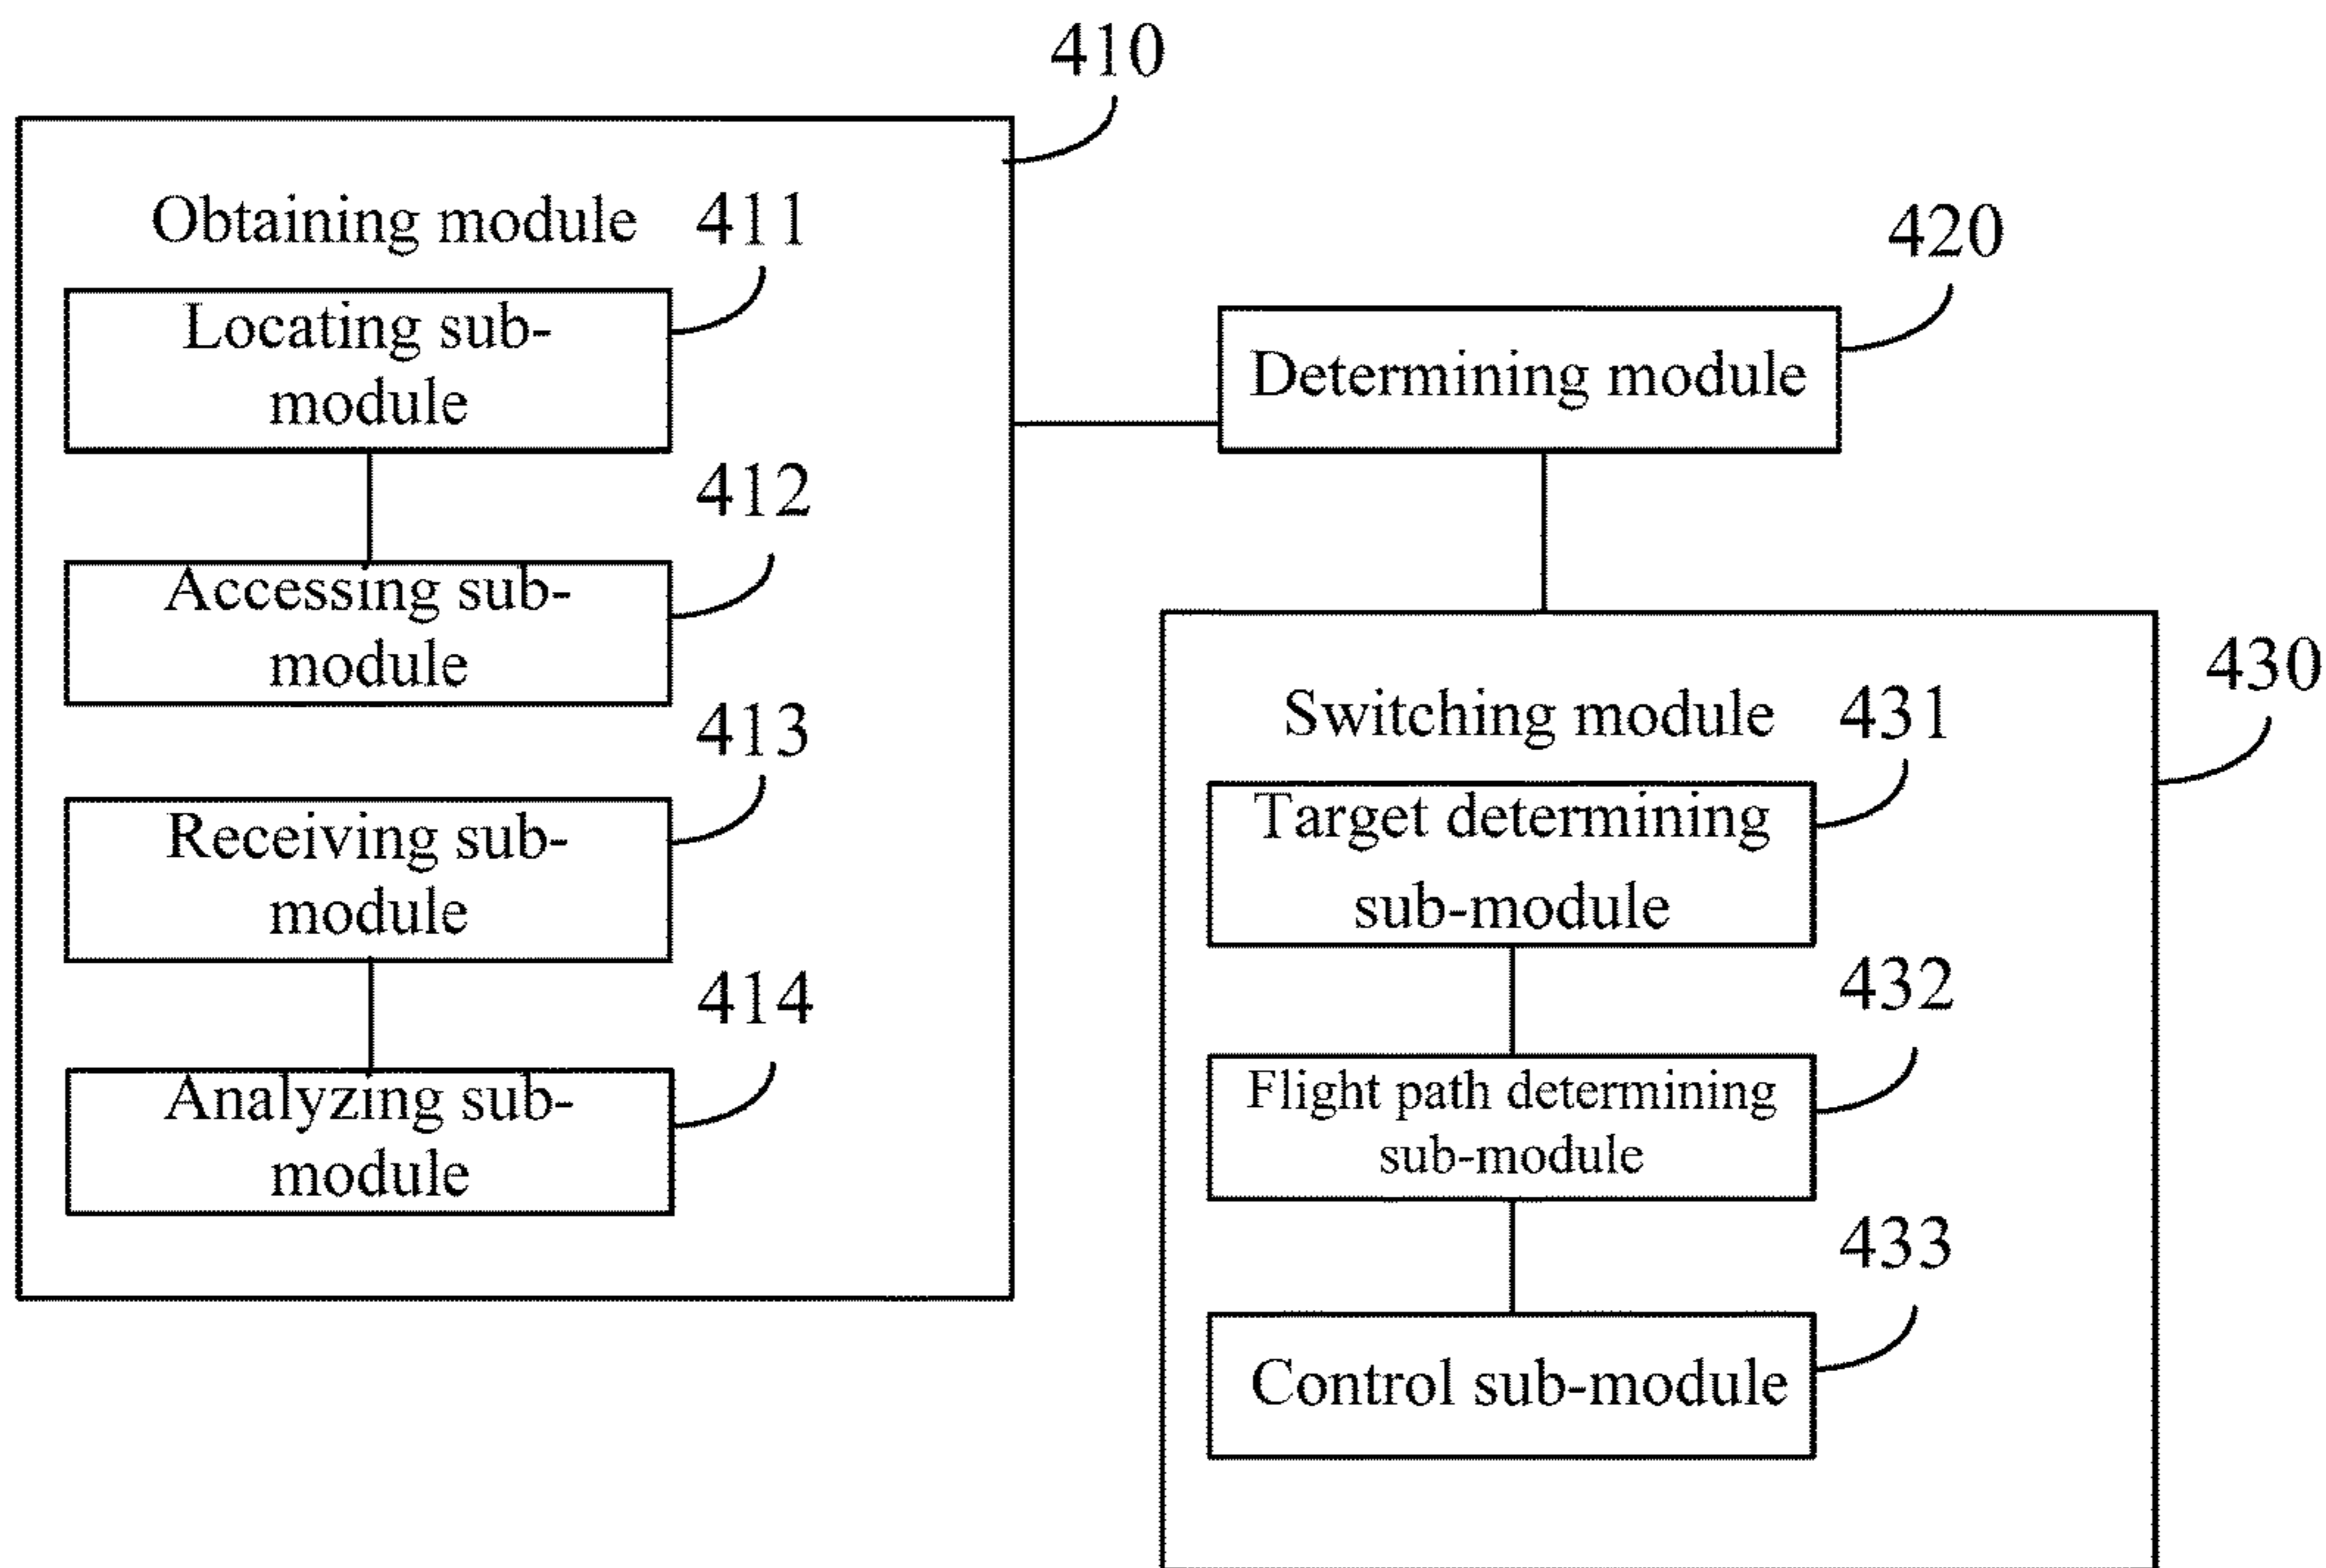 410
Obtaining module
411
Locating sub-
module
412
Accessing sub-
module
413
Receiving sub-
module
414
Analyzing sub-
module
420
Determining module
430
Switching module
431
Target determining
sub-module
432
Flight path determining
sub-module
433
Control sub-module